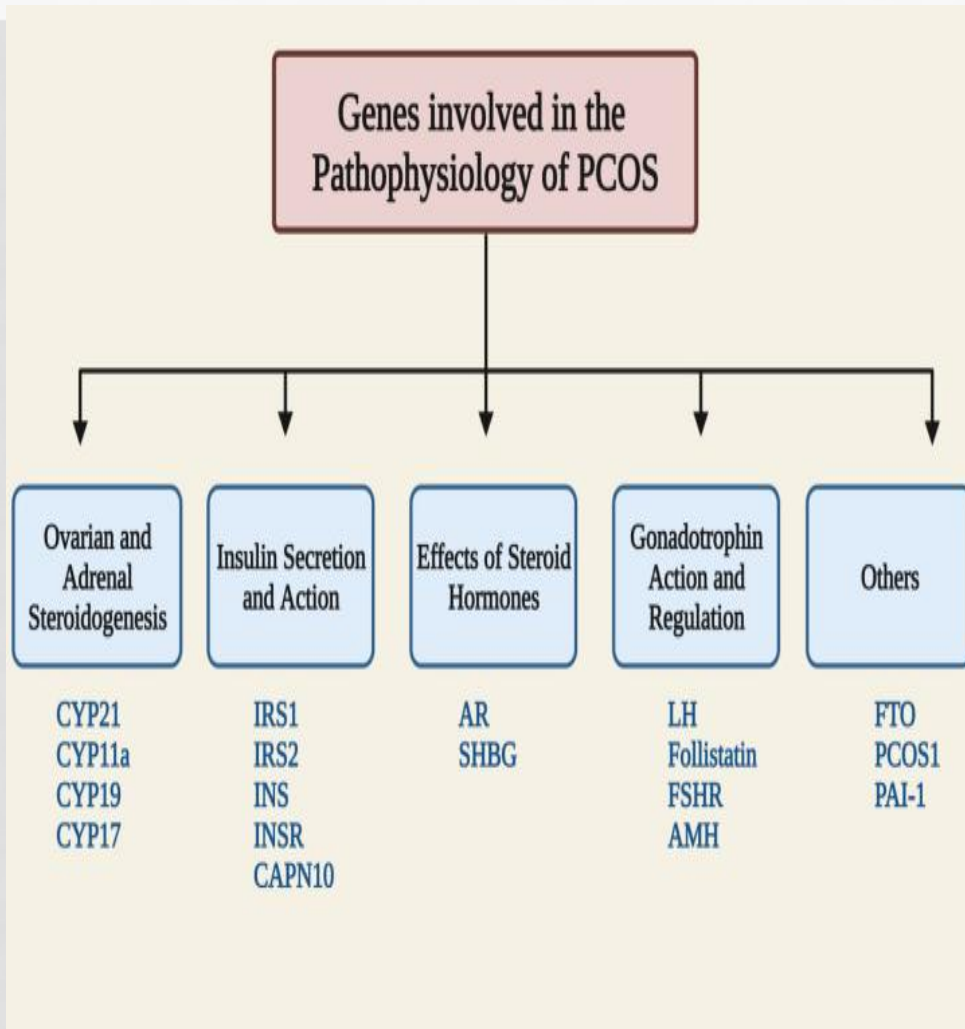 Genes involved in the
Pathophysiology of PCOS
Ovarian and
Adrenal
Steroidogenesis
CYP21
CYP11a
CYP19
CYP17
Insulin Secretion
and Action
IRS1
IRS2
INS
INSR
CAPN10
Effects of Steroid
Hormones
AR
SHBG
Gonadotrophin
Action and
Regulation
LH
Follistatin
FSHR
AMH
Others
FTO
PCOS1
PAI-1